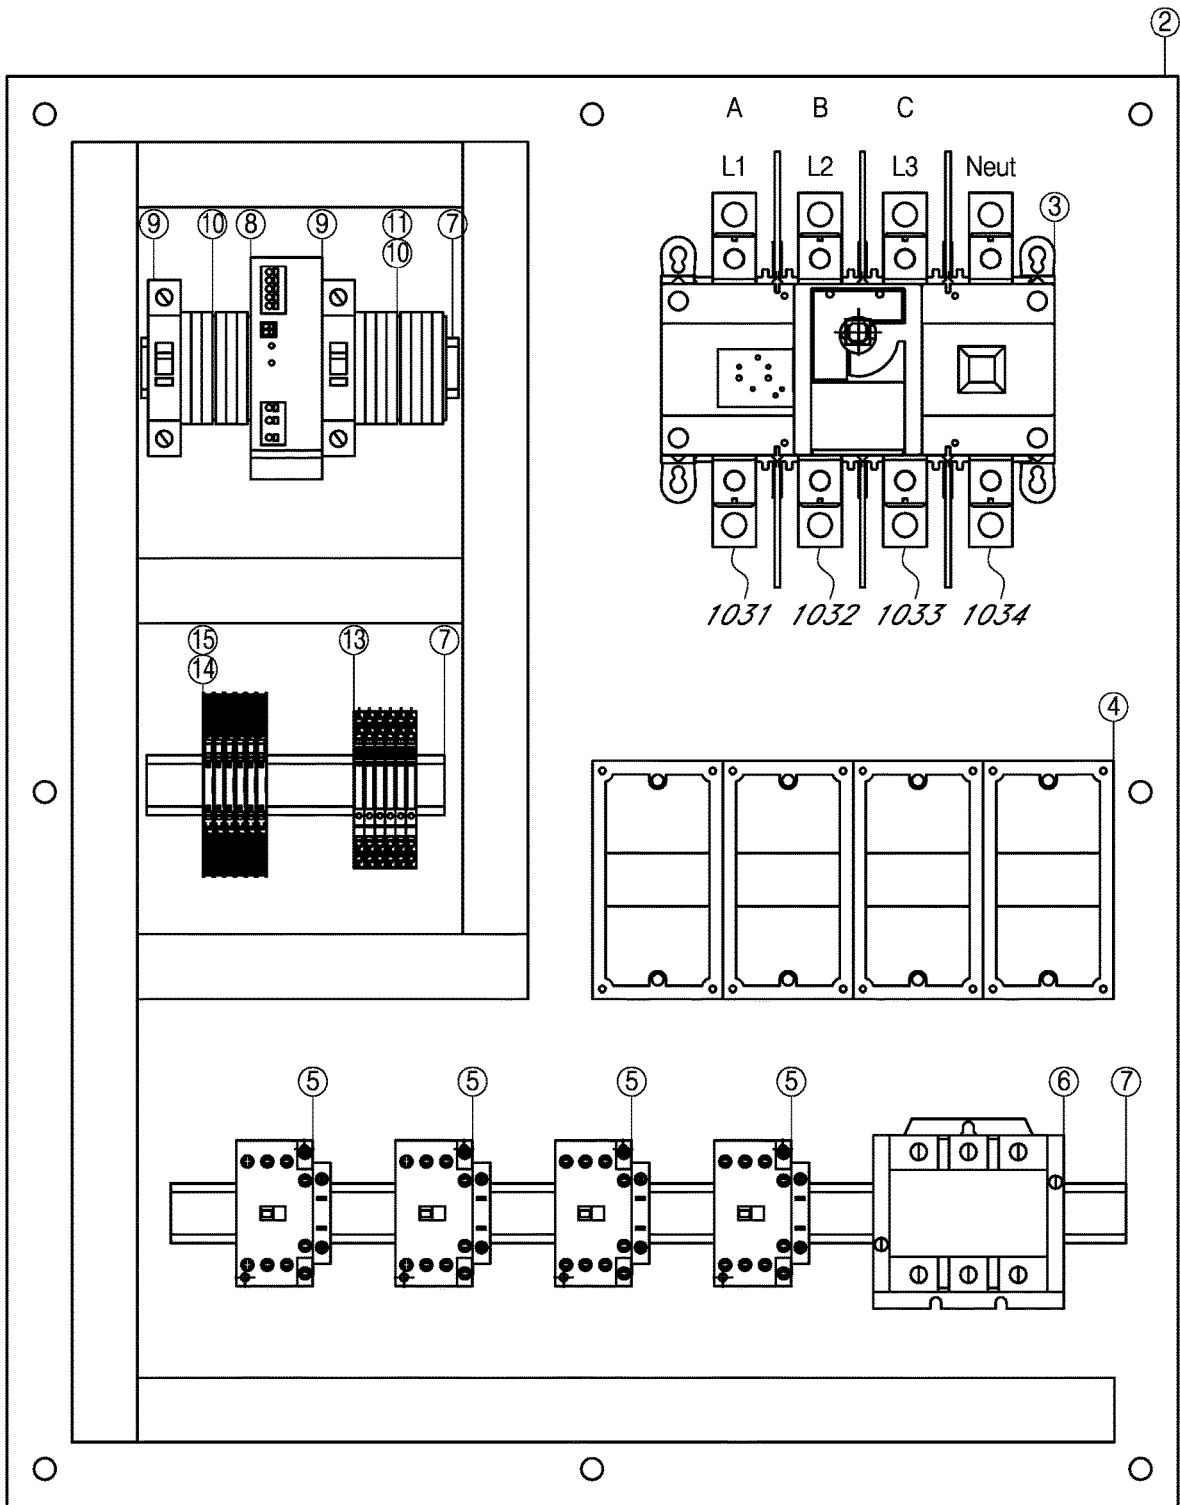 ②
A B C
L1 L2 L3 Neut
⑨ ⑩ ⑧ ⑨ ⑪ ⑦ ③
⑩
1031 1032 1033 1034
⑮ ⑬ ⑦
⑭
④
⑤ ⑤ ⑤ ⑤ ⑥ ⑦